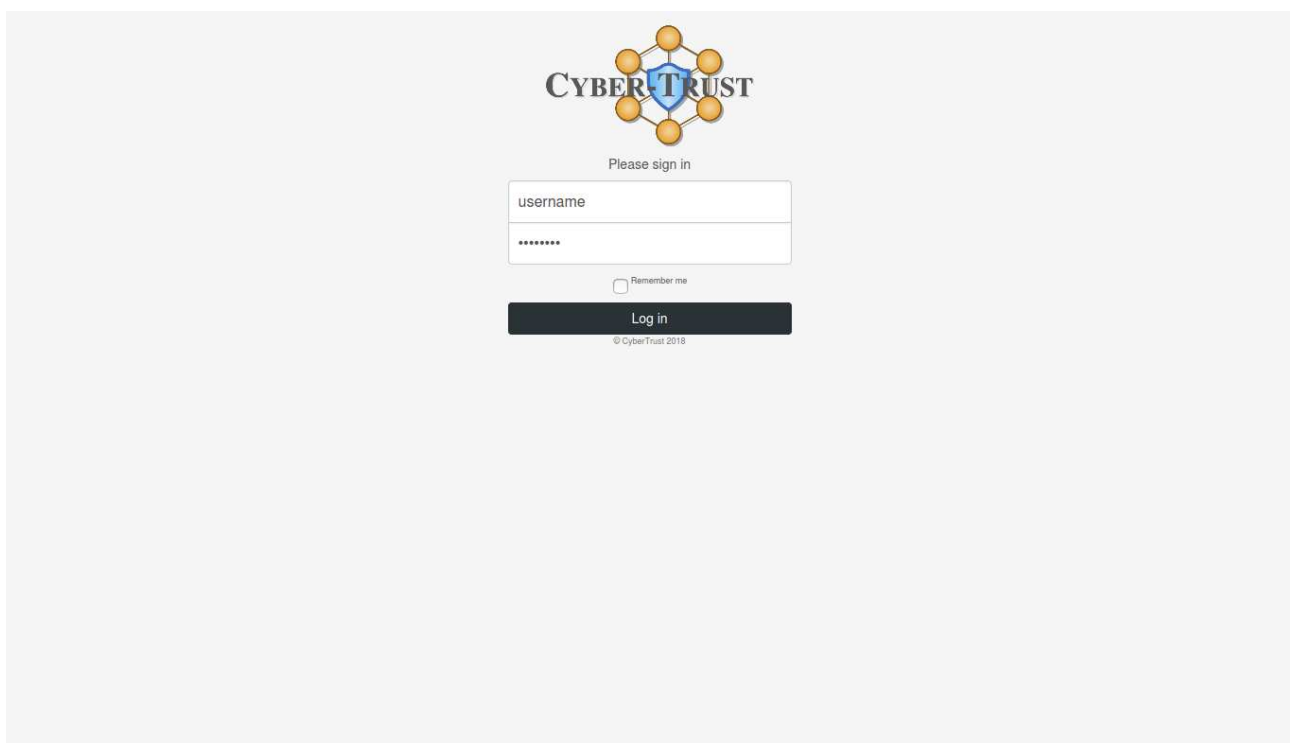 CYBER-TRUST
Please sign in
username
••••••••
Remember me
Log in
© CyberTrust 2018